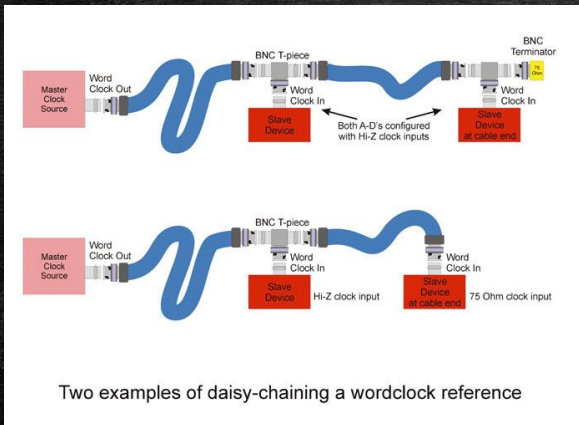 BNC
Terminator
BNC T-piece
Master
Clock
Source
Word
Clock Out
75
Ohm
Word
Clock In
Word
Clock In
Slave
Device
Both A-D's configured
with Hi-Z clock inputs
Slave
Device
at cable end
BNC T-piece
Master
Clock
Source
Word
Clock Out
Word
Clock In
Word
Clock In
Slave
Device
Hi-Z clock input
Slave
Device
at cable end
75 Ohm clock input
Two examples of daisy-chaining a wordclock reference